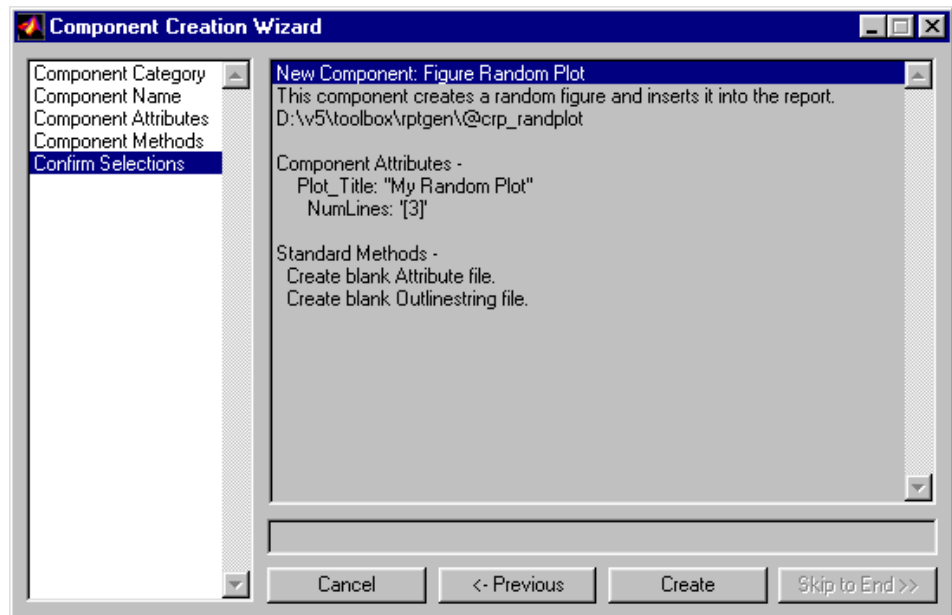 Component Creation Wizard
Component Category
Component Name
Component Attributes
Component Methods
Confirm Selections
New Component: Figure Random Plot
This component creates a random figure and inserts it into the report.
D:\v5\toolbox\rptgen\@crp_randplot
Component Attributes -
Plot_Title: "My Random Plot"
NumLines: '[3]'
Standard Methods -
Create blank Attribute file.
Create blank Outlinestring file.
Cancel
<- Previous
Create
Skip to End >>